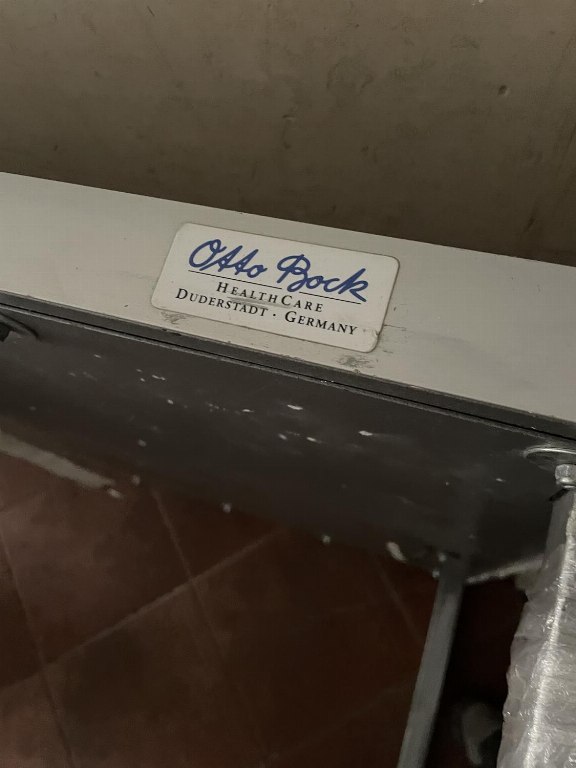 Otto Bock
HEALTHCARE
DUDERSTADT · GERMANY